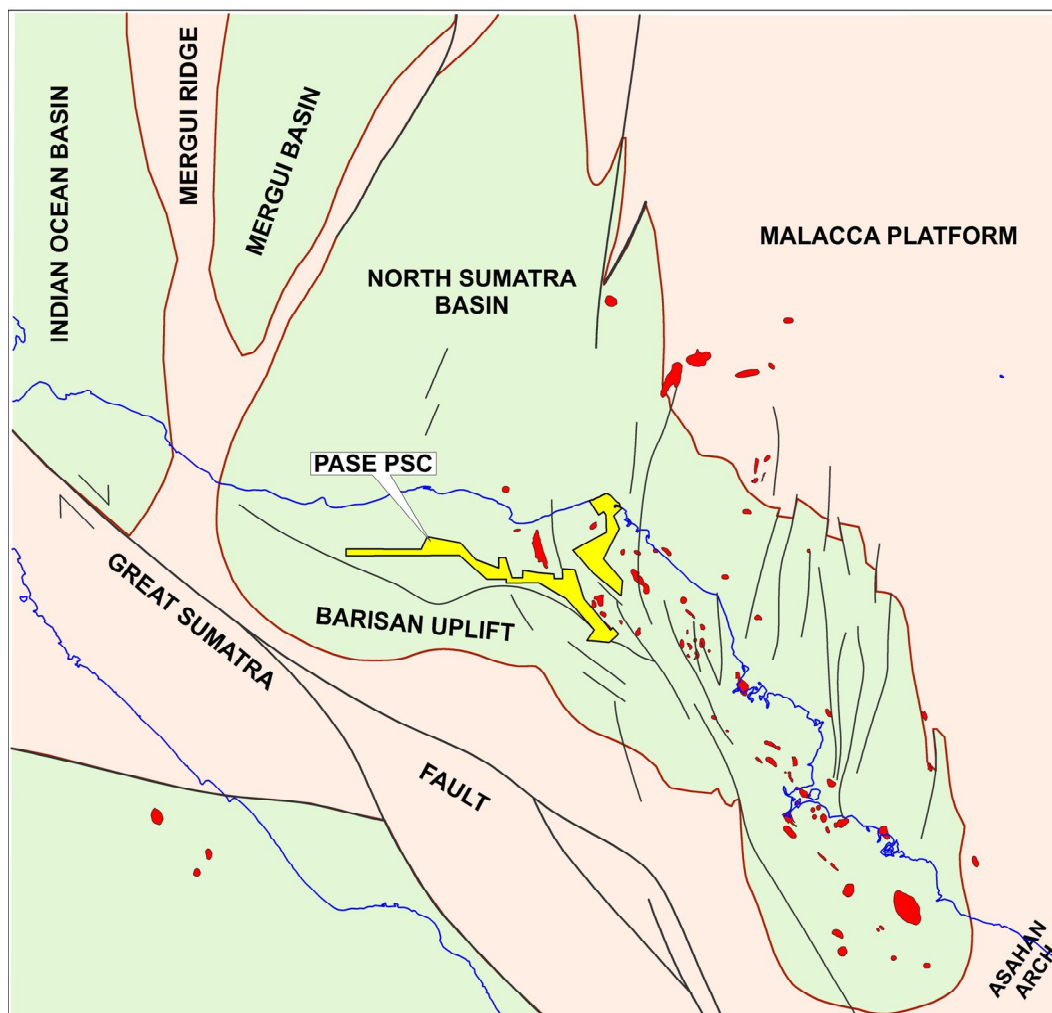 INDIAN OCEAN BASIN
MERGUI RIDGE
MERGUI BASIN
NORTH SUMATRA
BASIN
MALACCA PLATFORM
PASE PSC
GREAT SUMATRA
FAULT
BARISAN UPLIFT
ASAHAN
ARCH